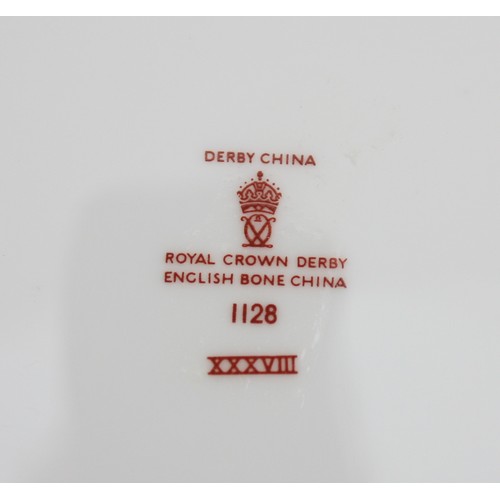 DERBY CHINA
ROYAL CROWN DERBY
ENGLISH BONE CHINA
1128
XXXVIII